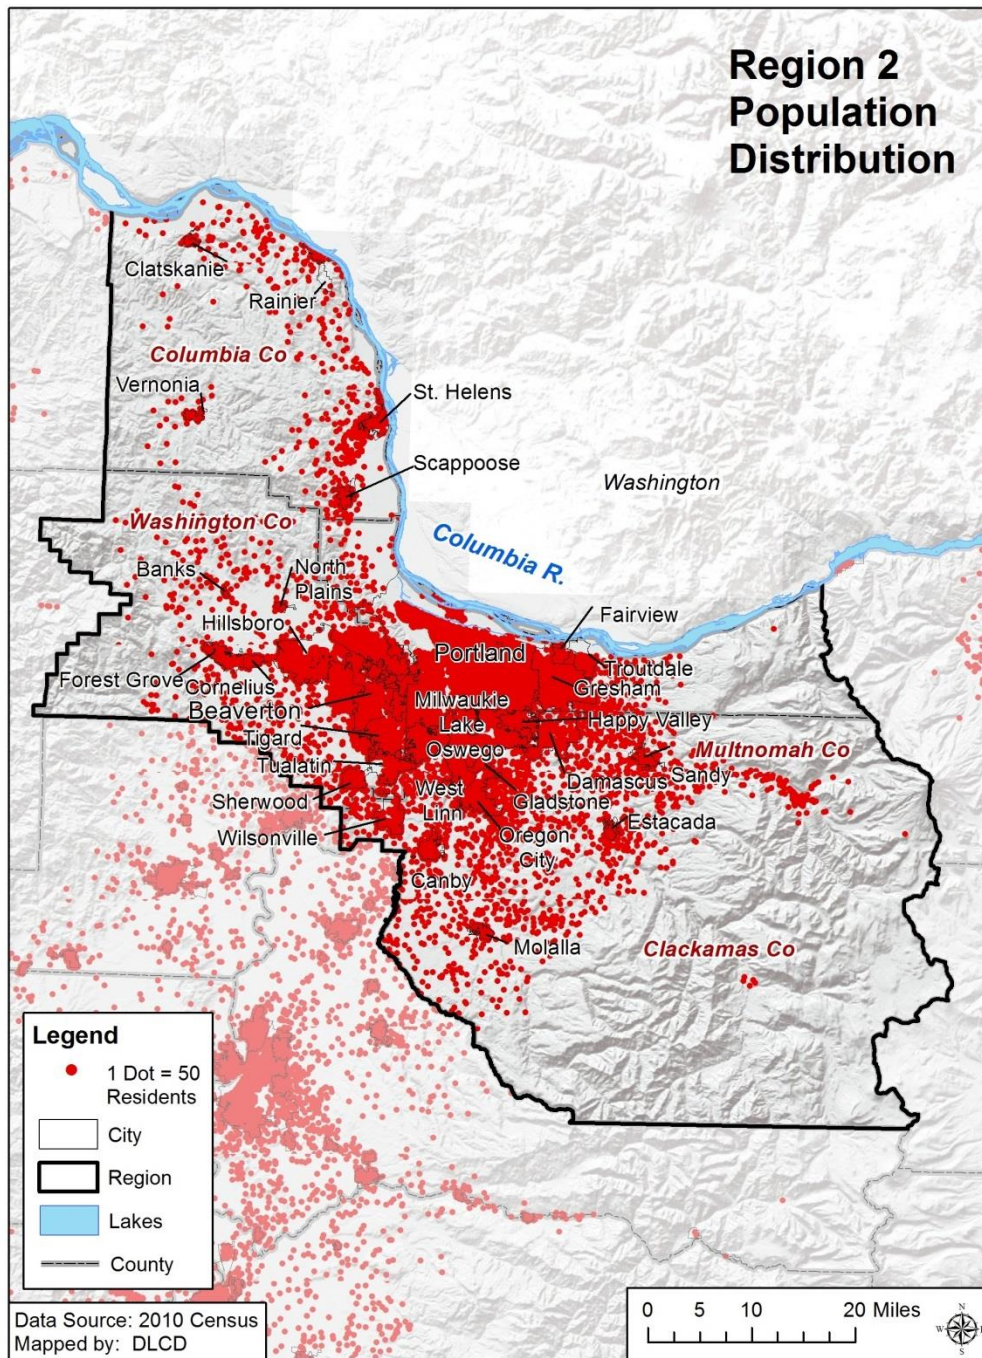 Region 2
Population
Distribution
Clatskanie
Rainier
Columbia Co
Vernonia
St. Helens
Scappoose
Washington
Washington Co
Columbia R.
Banks
North
Plains
Hillsboro
Fairview
Portland
Troutdale
Forest Grove
Cornelius
Gresham
Beaverton
Milwaukie
Lake
Oswego
Happy Valley
Tigard
Multnomah Co
Tualatin
Damascus
Sandy
Sherwood
West
Linn
Gladstone
Wilsonville
Oregon
City
Estacada
Canby
Molalla
Clackamas Co
Legend
1 Dot = 50
Residents
City
Region
Lakes
County
Data Source: 2010 Census
Mapped by: DLCD
0 5 10 20 Miles
N
W E
S